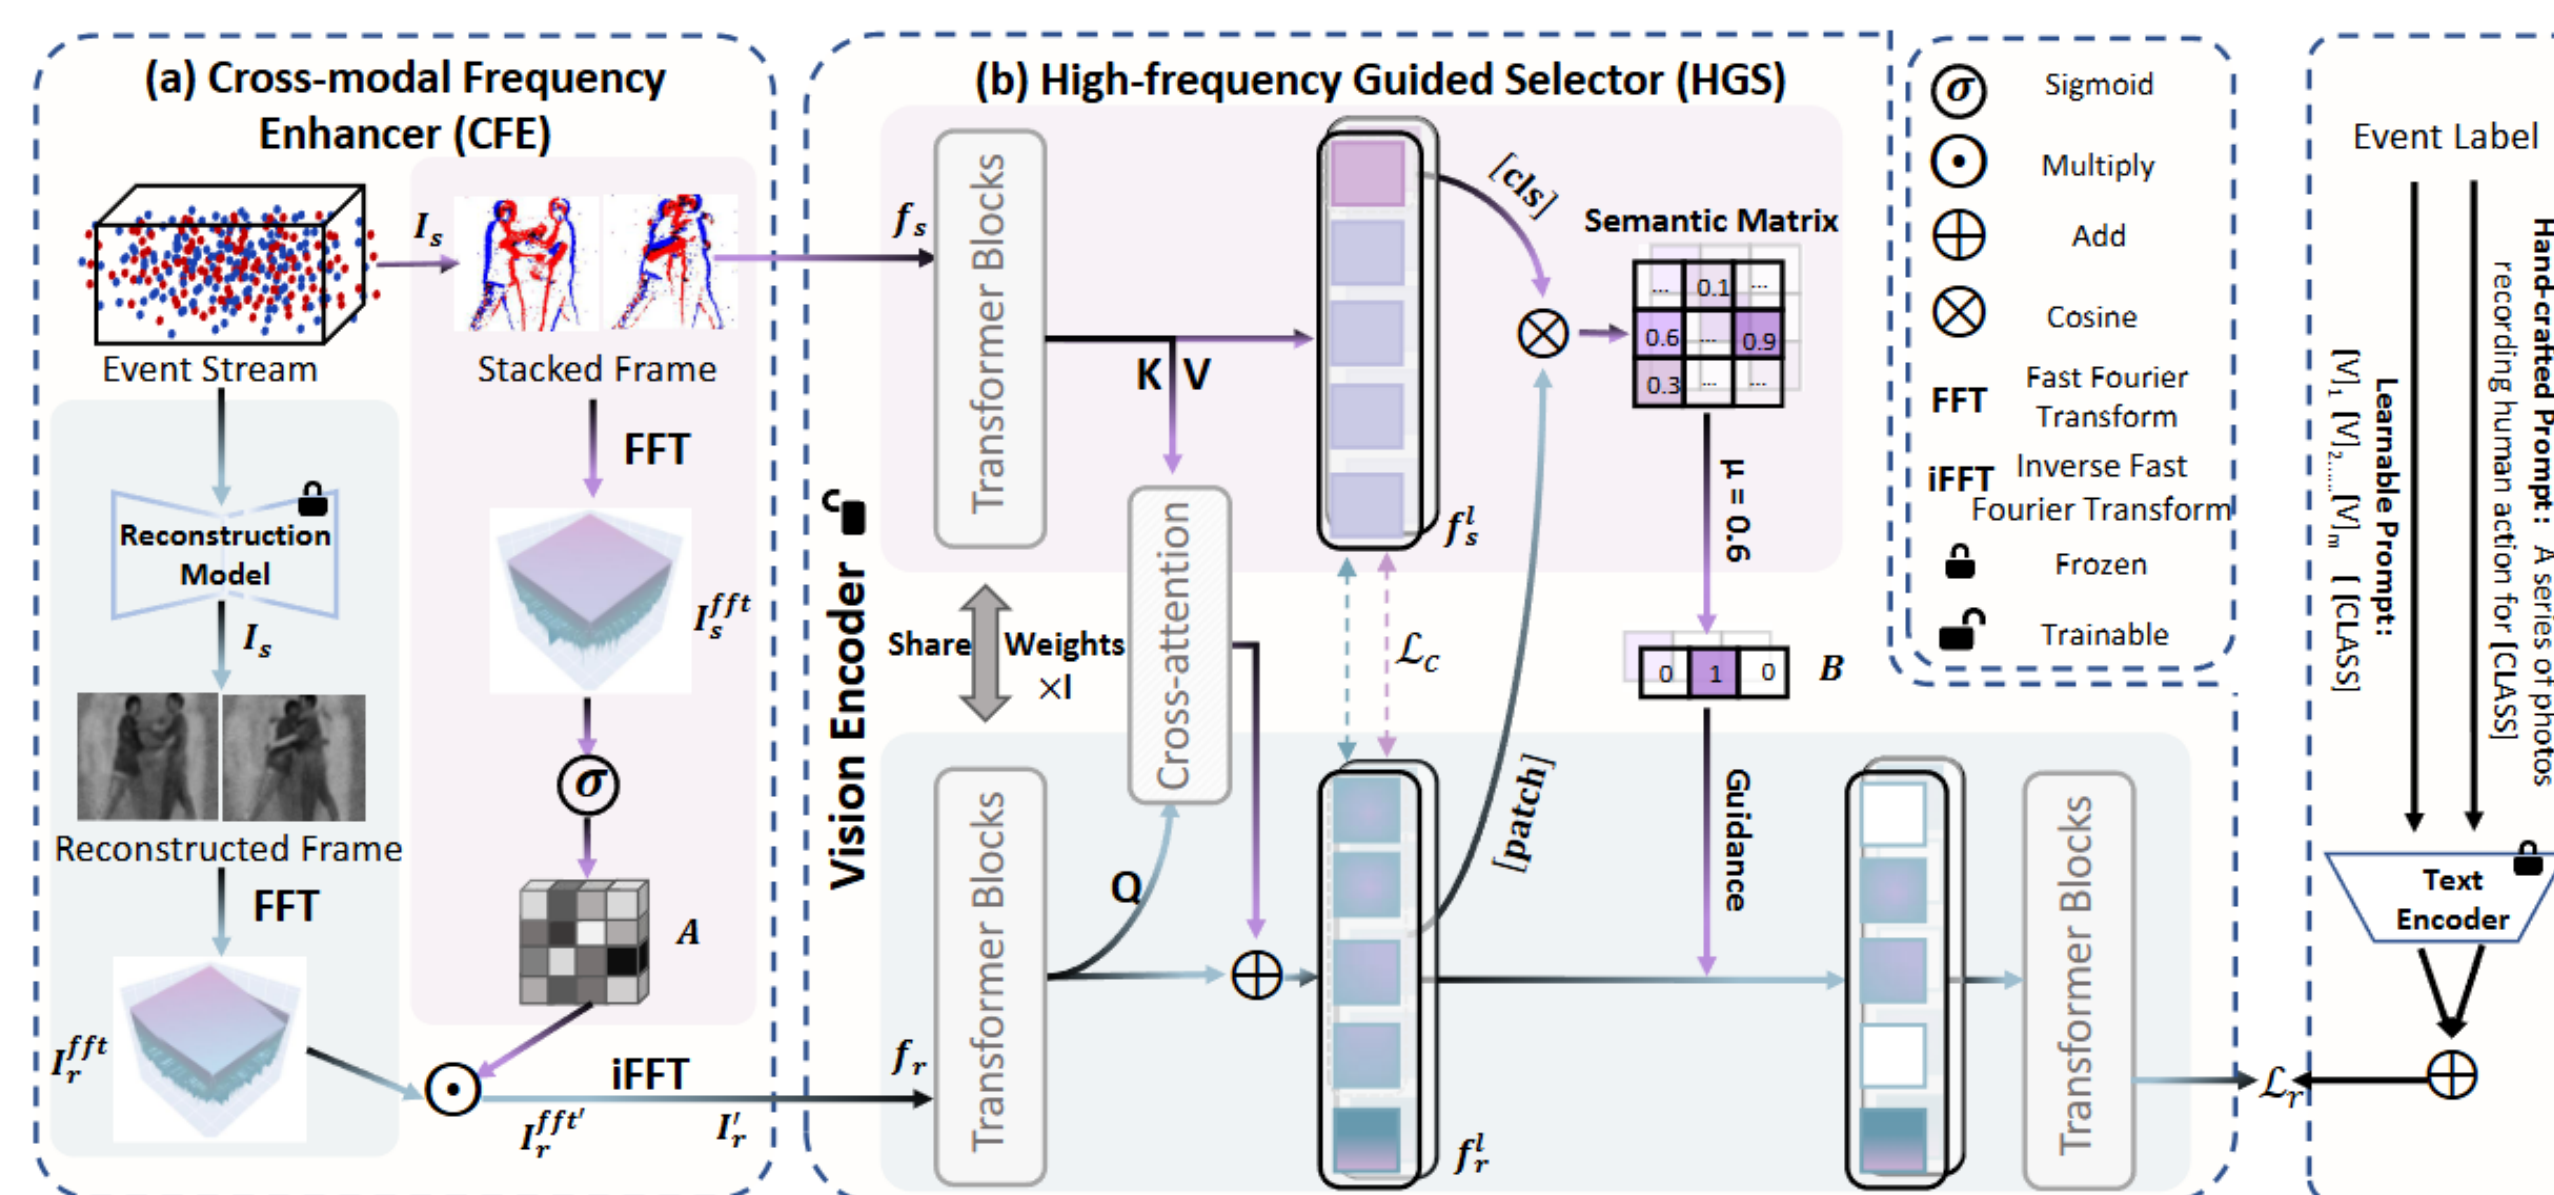 (a) Cross-modal Frequency
Enhancer (CFE)
I_s
Event Stream
Stacked Frame
FFT
Reconstruction
Model
I_s
I_s^{fft}
Reconstructed Frame
σ
FFT
A
I_r^{fft}
iFFT
I_r^{fft'}
I'_r
(b) High-frequency Guided Selector (HGS)
Vision Encoder
f_s
Transformer Blocks
K V
Cross-attention
[cls]
f_s^l
Semantic Matrix
... 0.1 ...
0.6 ... 0.9
0.3 ... ...
μ = 0.6
Share Weights
×I
ℒ_C
0 1 0
B
Q
[patch]
Guidance
f_r
Transformer Blocks
f_r^l
Transformer Blocks
ℒ_r
σ Sigmoid
Multiply
Add
Cosine
FFT Fast Fourier
Transform
iFFT Inverse Fast
Fourier Transform
Frozen
Trainable
Event Label
Hand-crafted Prompt: A series of photos
recording human action for [CLASS]
Learnable Prompt:
[V]_1 [V]_2...... [V]_m [[CLASS]
Text
Encoder